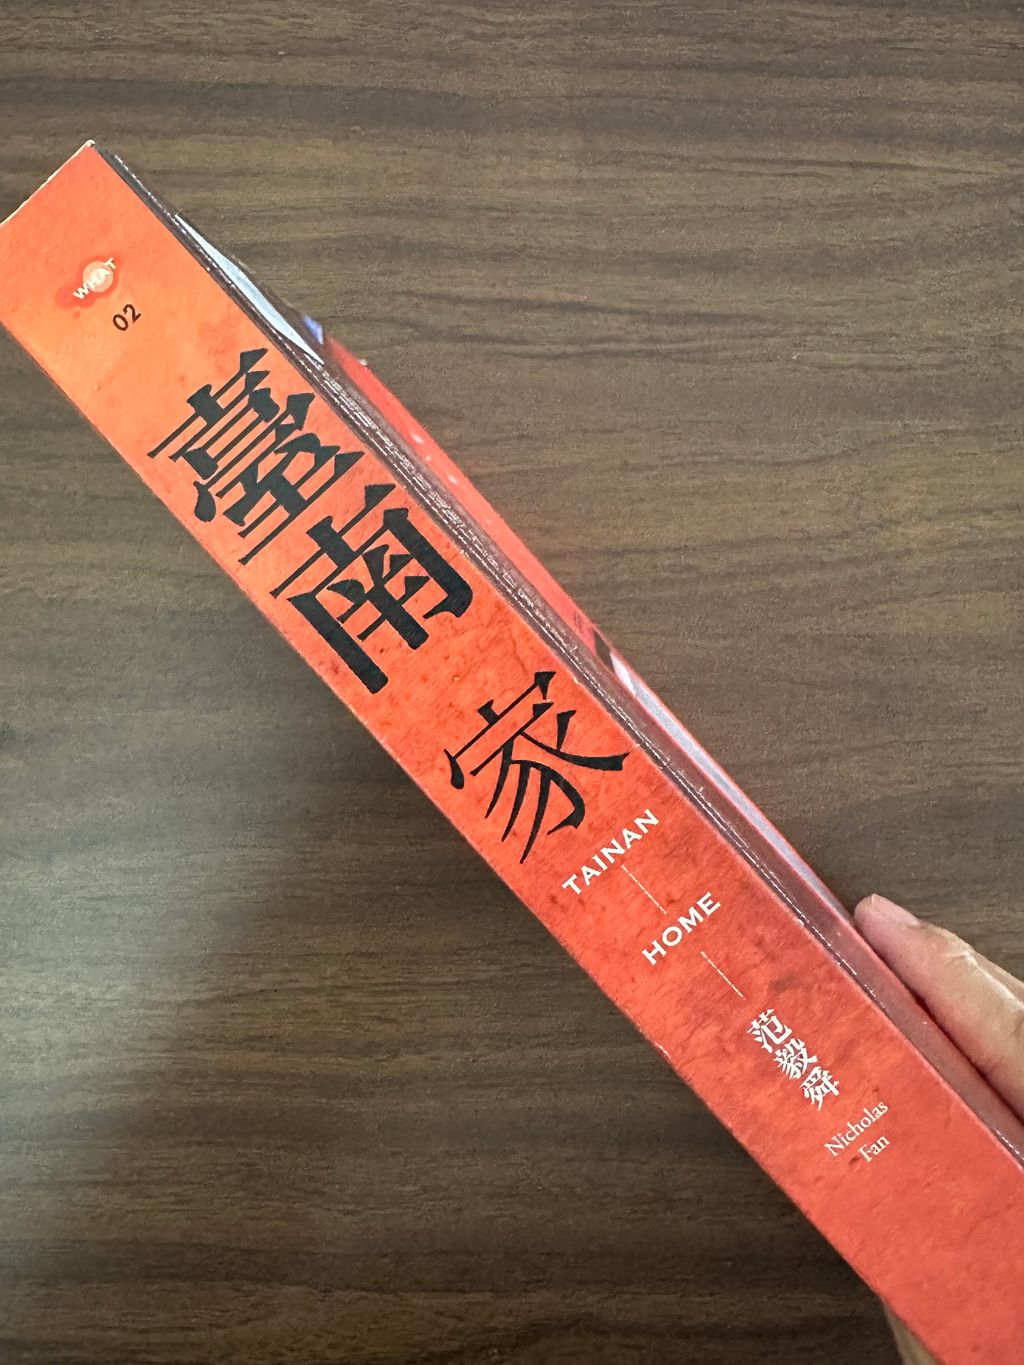 WHAT
02
臺南
家
TAINAN
HOME
范毅舜
Nicholas
Fan